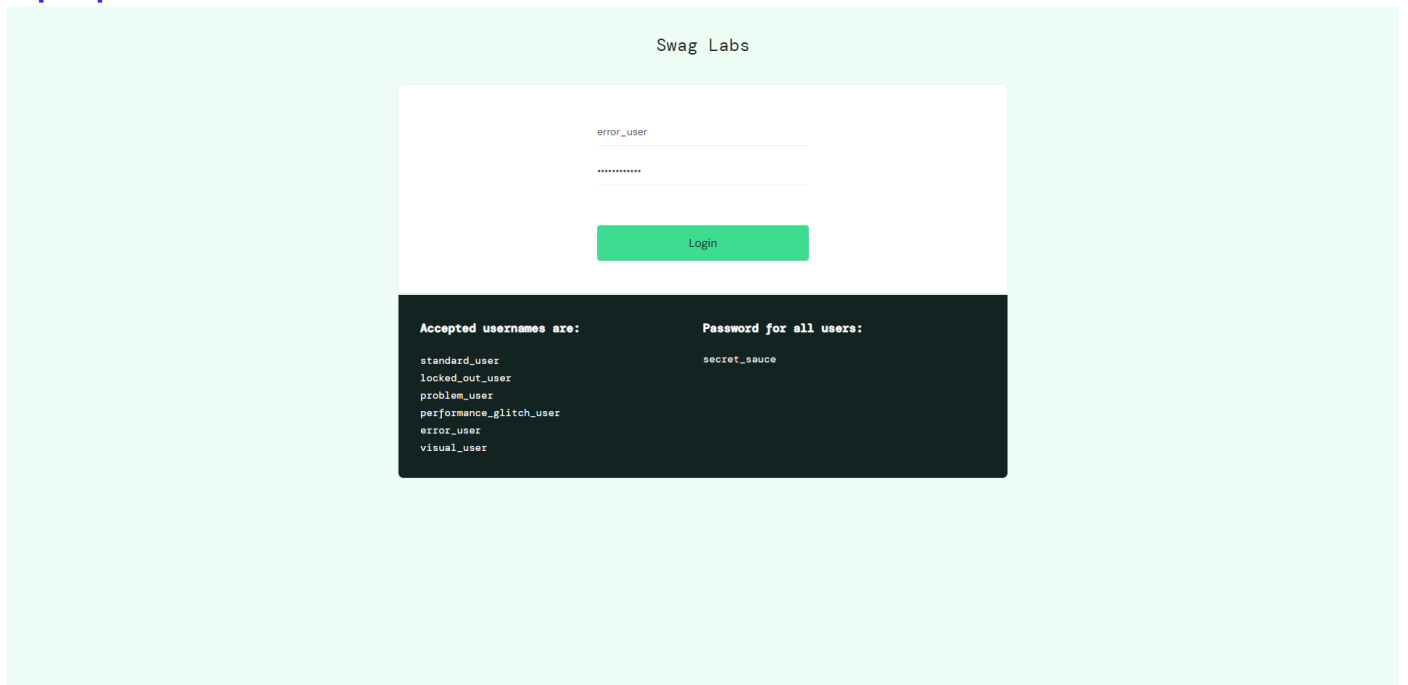 Swag Labs
error_user
••••••••••••
Login
Accepted usernames are:
standard_user
locked_out_user
problem_user
performance_glitch_user
error_user
visual_user
Password for all users:
secret_sauce